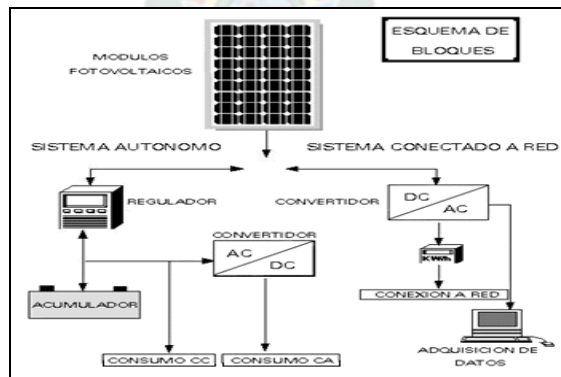 ESQUEMA DE
BLOQUES
MODULOS
FOTOVOLTAICOS
SISTEMA AUTONOMO
SISTEMA CONECTADO A RED
REGULADOR
CONVERTIDOR
DC
AC
CONVERTIDOR
AC
DC
KWh
ACUMULADOR
CONEXION A RED
CONSUMO CC
CONSUMO CA
ADQUISICION DE
DATOS